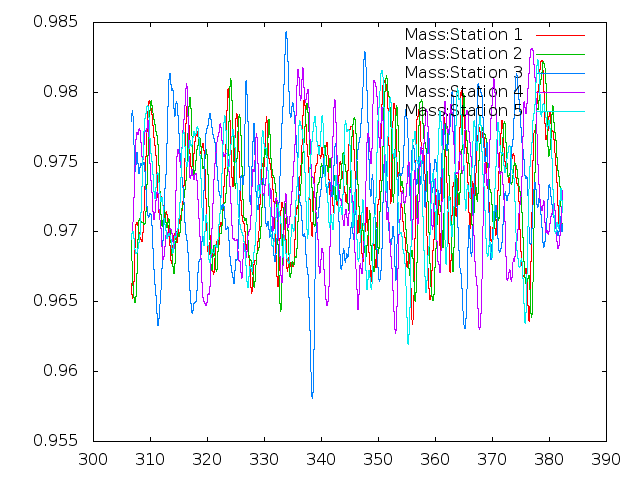 0.985
0.98
0.975
0.97
0.965
0.96
0.955
300 310 320 330 340 350 360 370 380 390
Mass:Station 1
Mass:Station 2
Mass:Station 3
Mass:Station 4
Mass:Station 5